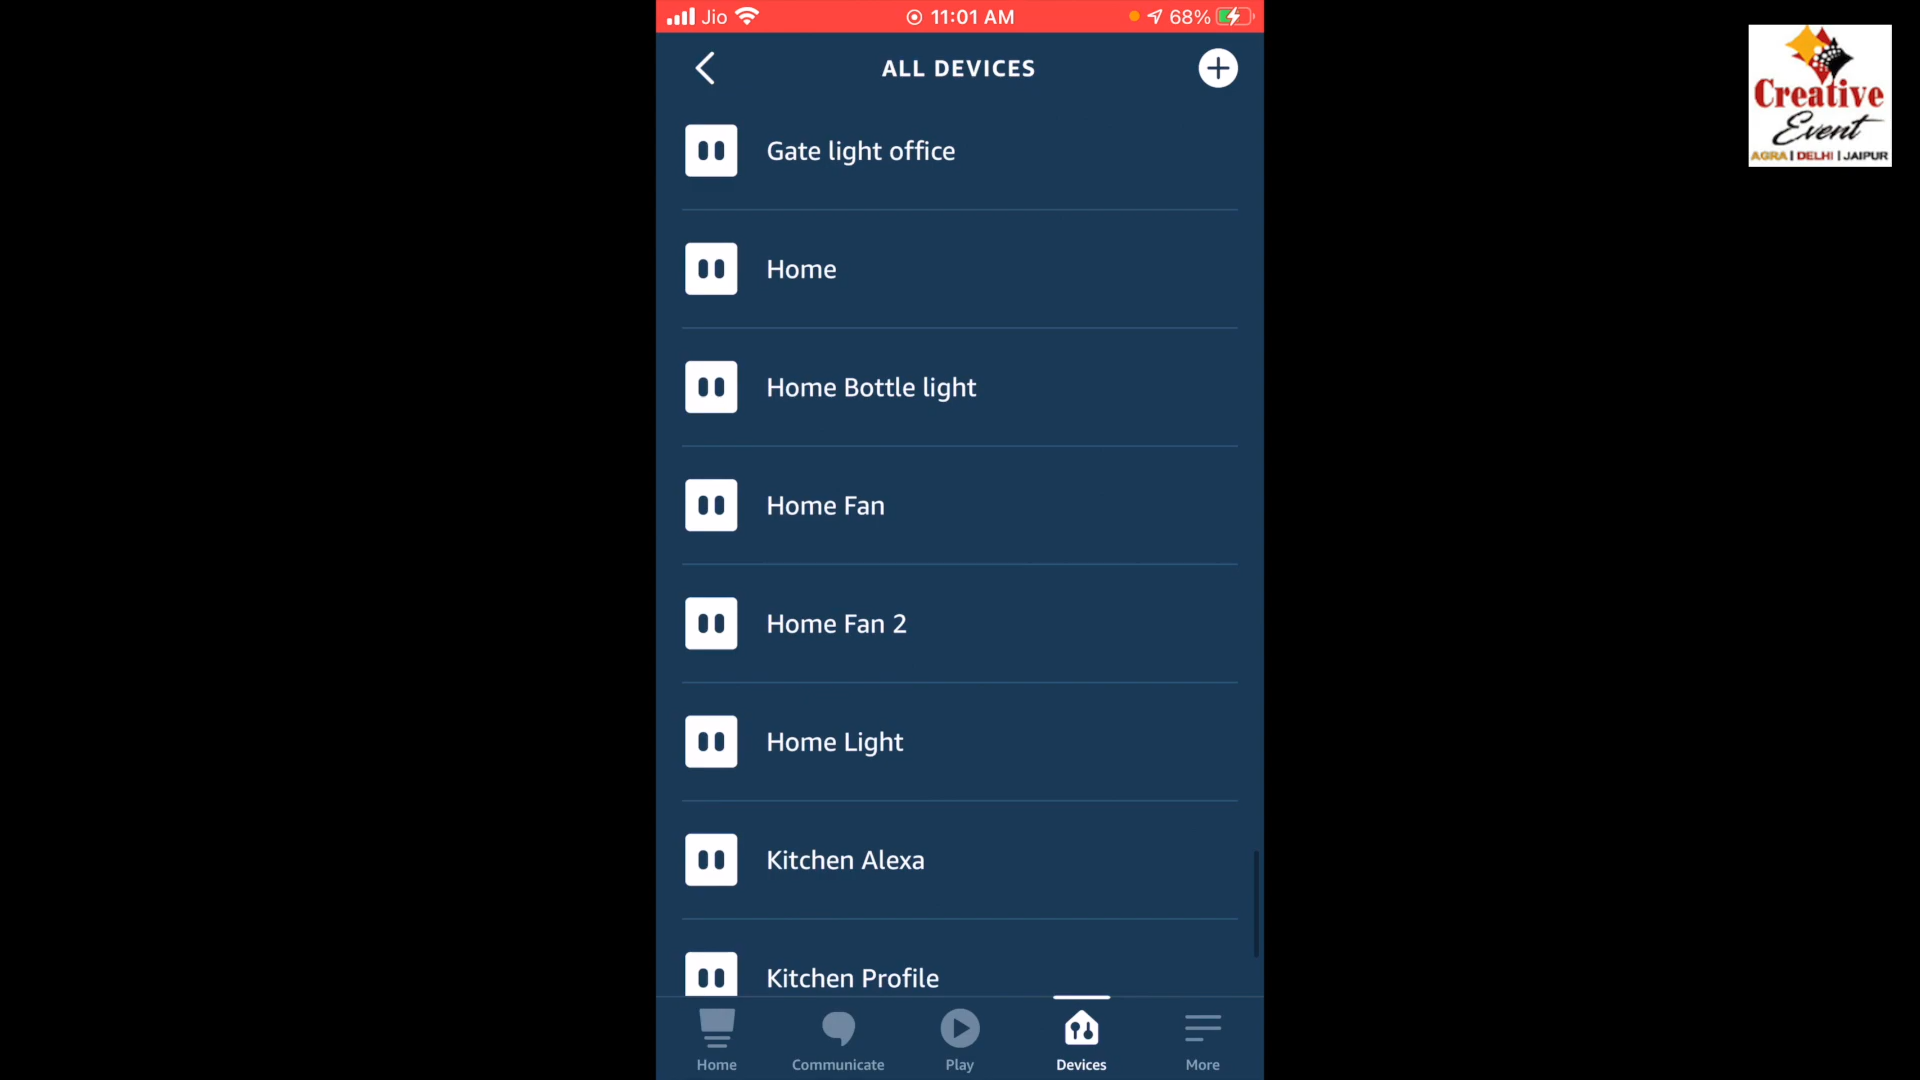 Jio 11:01 AM 68%
ALL DEVICES
Creative
Event
AGRA | DELHI | JAIPUR
Gate light office
Home
Home Bottle light
Home Fan
Home Fan 2
Home Light
Kitchen Alexa
Kitchen Profile
Home Communicate Play Devices More